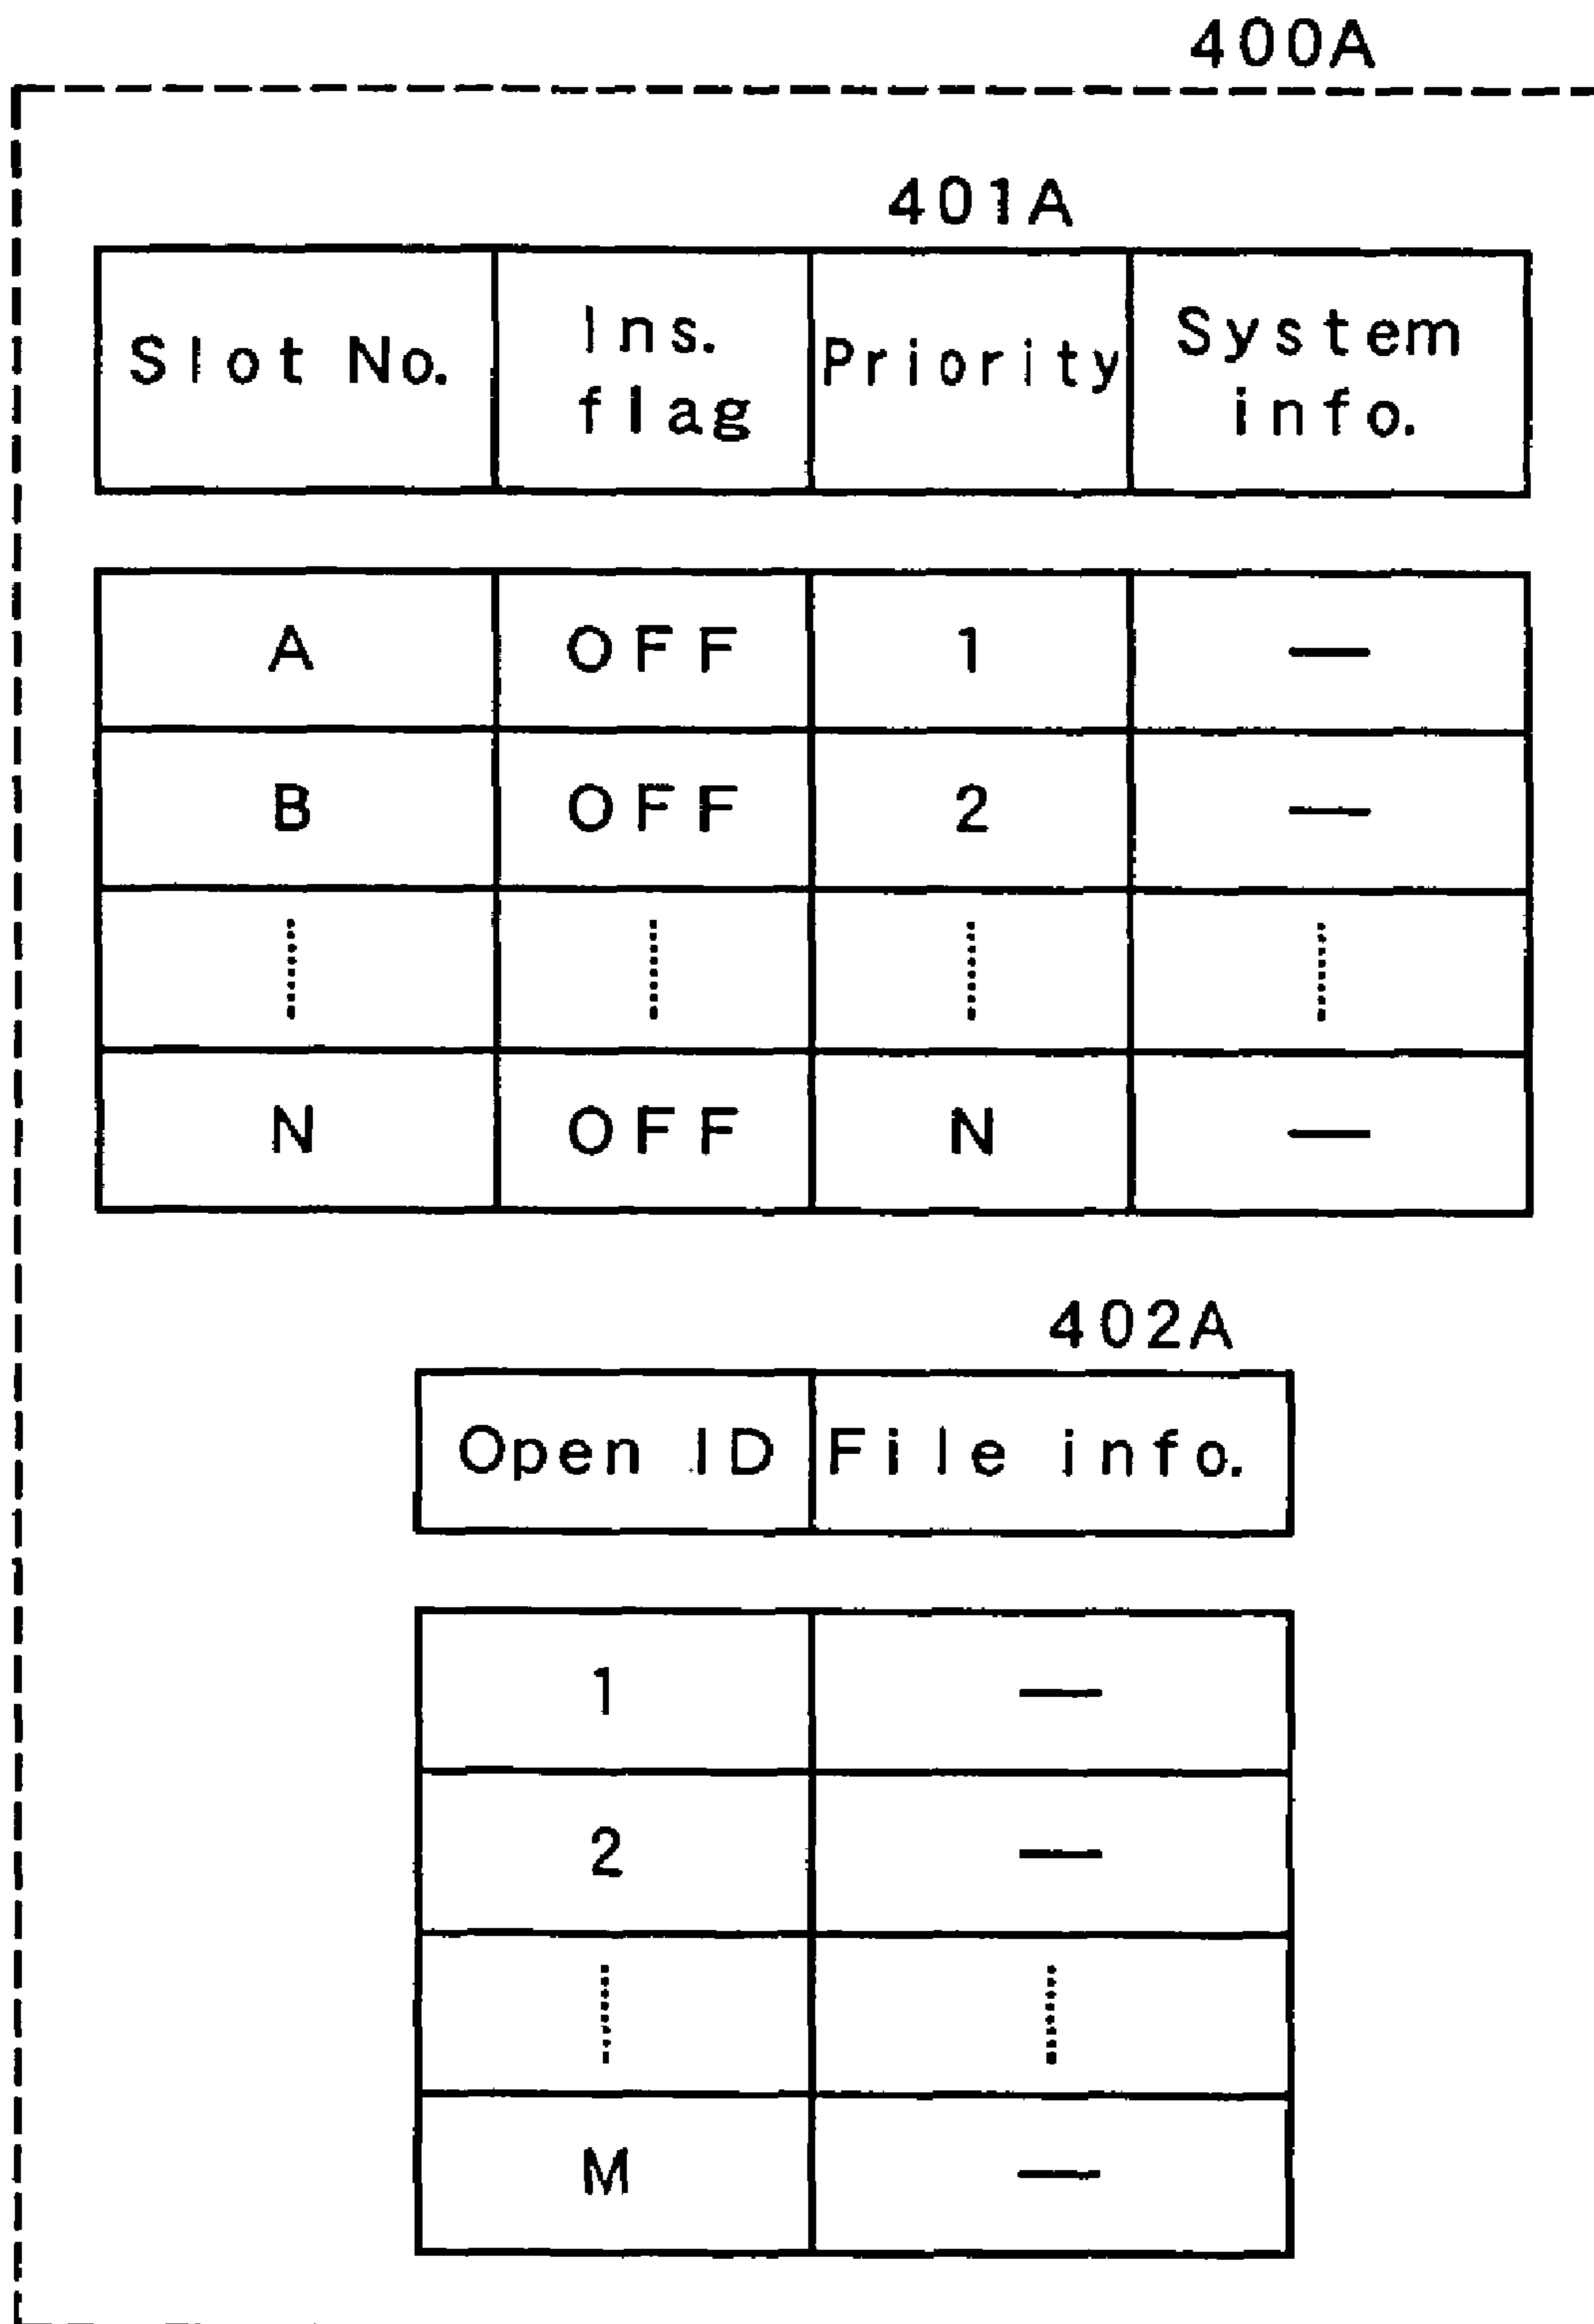 400A
401A
Slot No. Ins. flag Priority System info.
A OFF 1 —
B OFF 2 —
N OFF N —
402A
Open ID File info.
1 —
2 —
M —